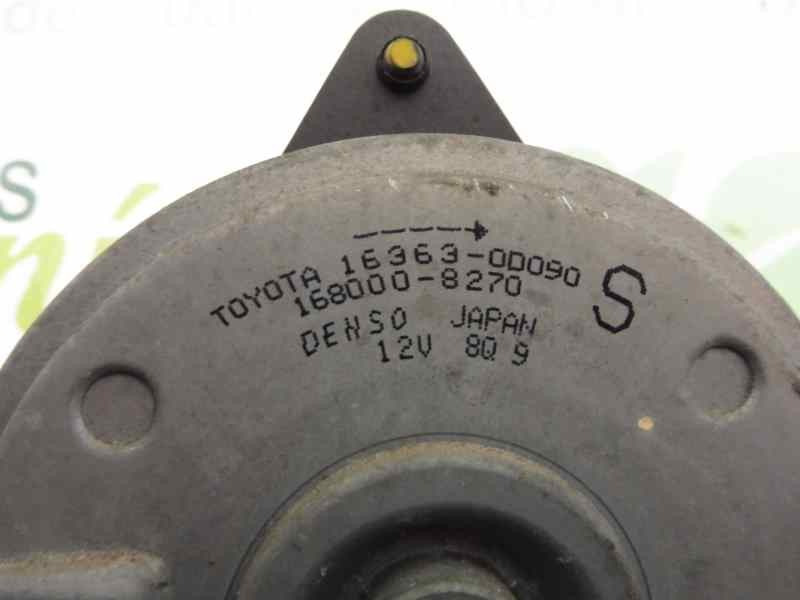 TOYOTA 16363-0D090
168000-8270 S
DENSO JAPAN
12V 8Q 9